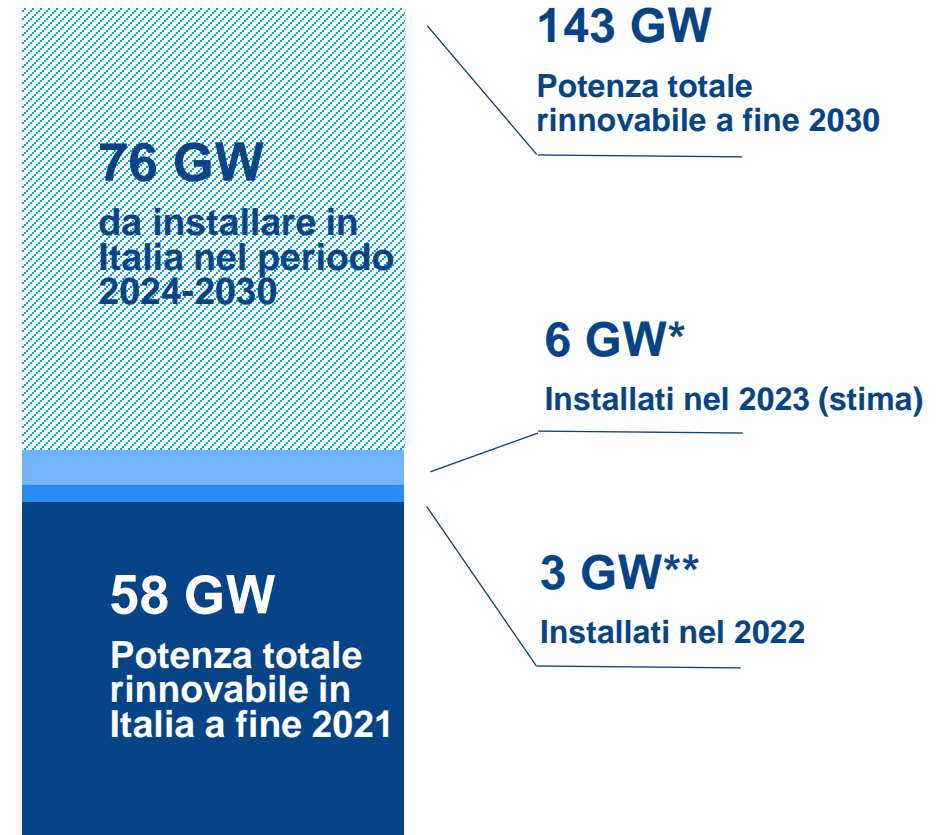 143 GW
Potenza totale
rinnovabile a fine 2030
76 GW
da installare in
Italia nel periodo
2024-2030
6 GW*
Installati nel 2023 (stima)
3 GW**
Installati nel 2022
58 GW
Potenza totale
rinnovabile in
Italia a fine 2021